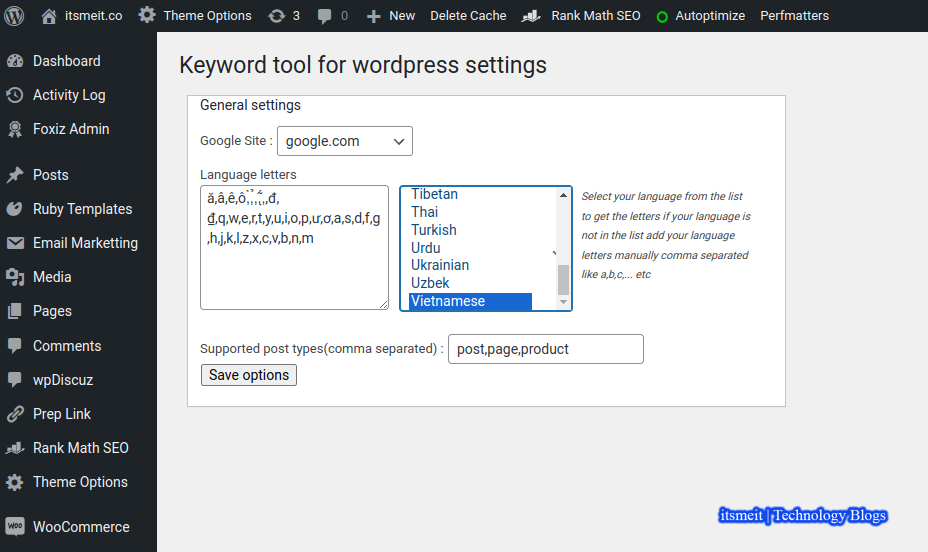 itsmeit.co Theme Options 3 0 New Delete Cache Rank Math SEO Autoptimize Perfmatters
Dashboard
Activity Log
Foxiz Admin
Posts
Ruby Templates
Email Marketing
Media
Pages
Comments
wpDiscuz
Prep Link
Rank Math SEO
Theme Options
WOO WooCommerce
Keyword tool for wordpress settings
General settings
Google Site : google.com
Language letters
ă,â,ê,ô,̀,̉,̃,́,̣,đ,
₫,q,w,e,r,t,y,u,i,o,p,ư,ơ,a,s,d,f,g
,h,j,k,l,z,x,c,v,b,n,m
Tibetan
Thai
Turkish
Urdu
Ukrainian
Uzbek
Vietnamese
Select your language from the list
to get the letters if your language is
not in the list add your language
letters manually comma separated
like a,b,c,... etc
Supported post types(comma separated) : post,page,product
Save options
itsmeit | Technology Blogs